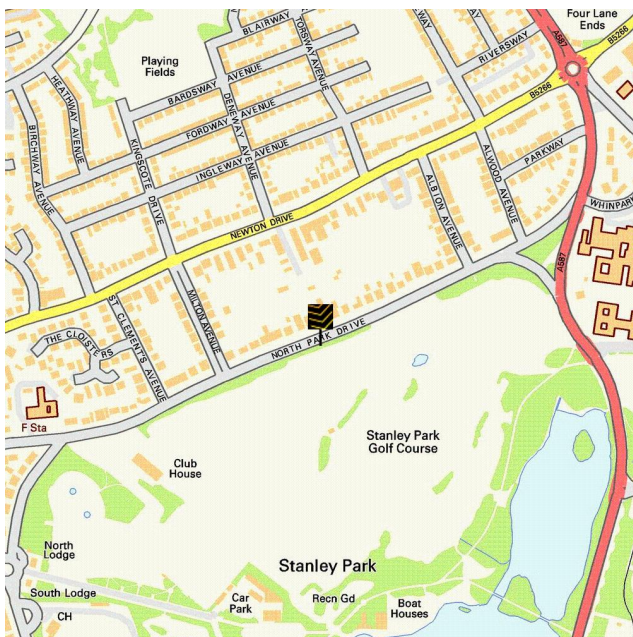 Four Lane
Ends
A587
B5266
BLAIRWAY
TORSWAY AVENUE
Playing
Fields
RIVERSWAY
HEATHWAY AVENUE
BARDSWAY AVENUE
DENEWAY AVENUE
B5266
FORDWAY AVENUE
BIRCHWAY AVENUE
KINGSCOTE DRIVE
INGLEWAY AVENUE
PARKWAY
ALWOOD AVENUE
ALBION AVENUE
WHINPARK
NEWTON DRIVE
A587
MILTON AVENUE
ST. CLEMENT'S AVENUE
THE CLOISTERS
NORTH PARK DRIVE
F Sta
Stanley Park
Golf Course
Club
House
North
Lodge
Stanley Park
South Lodge
Car
Park
Recn Gd
Boat
Houses
CH